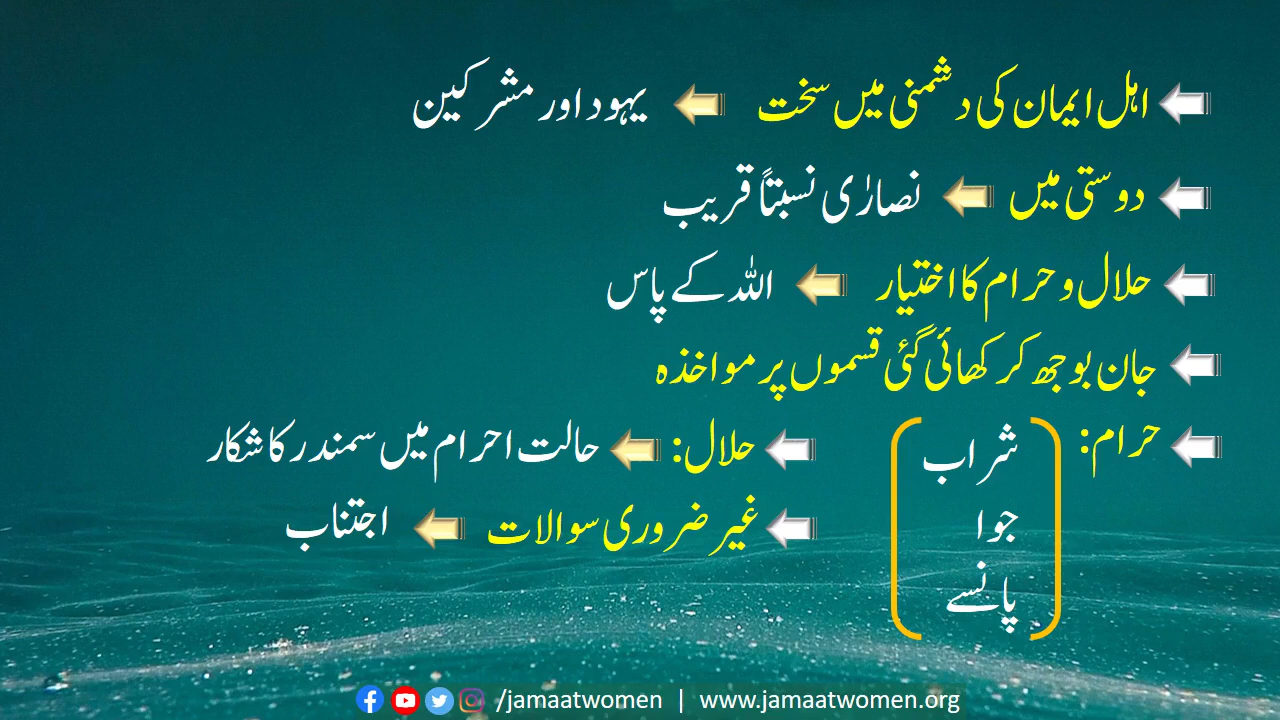 اہل ایمان کی دشمنی میں سخت یہود اور مشرکین
دوستی میں نصارٰی نسبتاً قریب
حلال و حرام کا اختیار اللہ کے پاس
جان بوجھ کر کھائی گئی قسموں پر مواخذہ
حرام:
شراب
جوا
پانسے
حلال: حالت احرام میں سمندر کا شکار
غیر ضروری سوالات اجتناب
/jamaatwomen | www.jamaatwomen.org